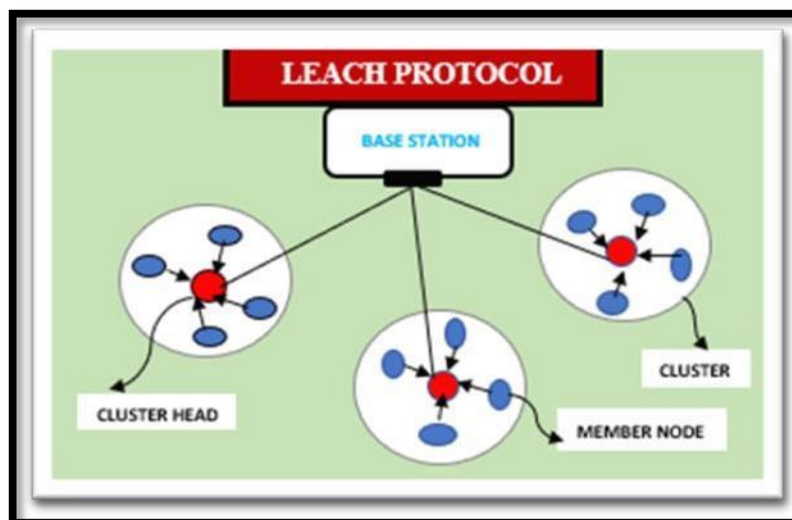 LEACH PROTOCOL
BASE STATION
CLUSTER
CLUSTER HEAD
MEMBER NODE